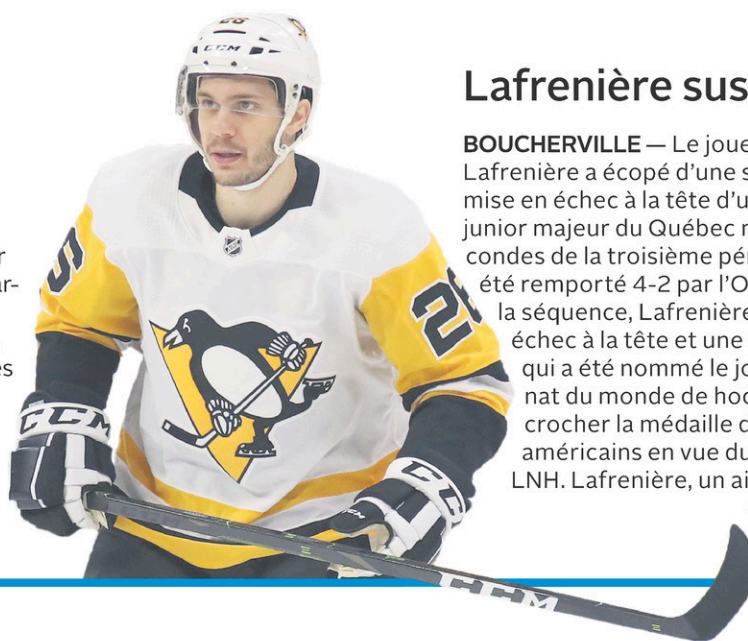 Lafrenière sus
BOUCHERVILLE — Le joue
Lafrenière a écopé d'une s
mise en échec à la tête d'u
junior majeur du Québec r
condes de la troisième pér
été remporté 4-2 par l'O
la séquence, Lafrenière
échec à la tête et une
qui a été nommé le jo
nat du monde de hoc
crocher la médaille d
américains en vue du
LNH. Lafrenière, un ai
r
ar-
es
CCM
CCM
CCM
CCM